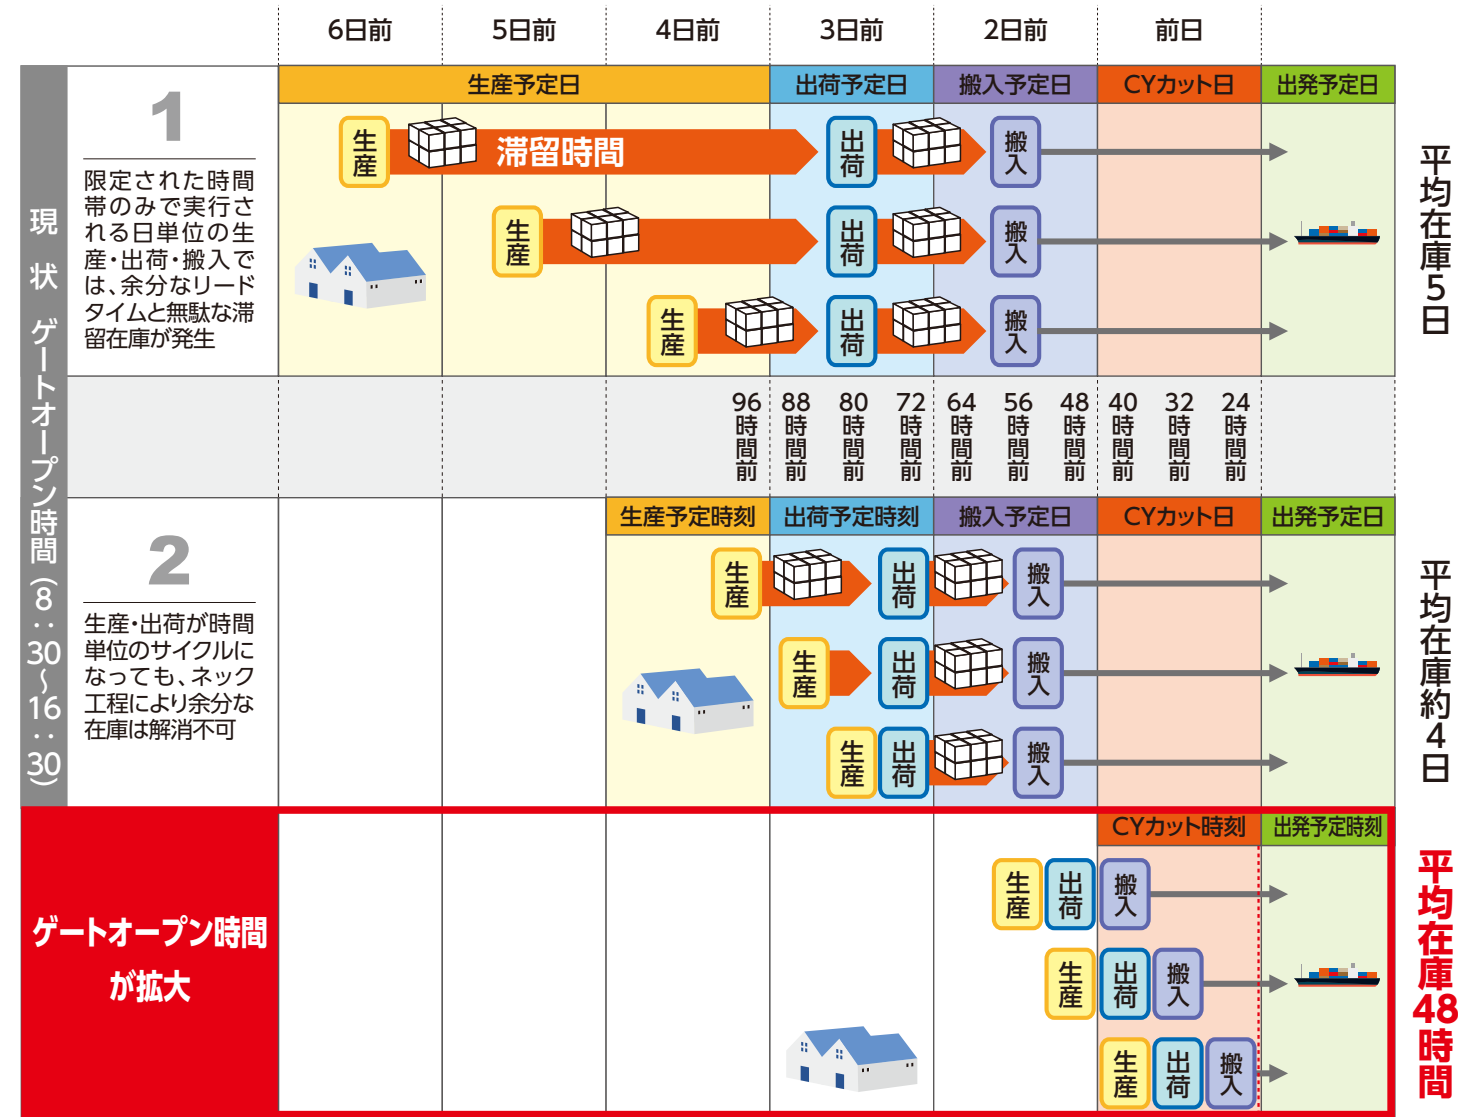 6日前
5日前
4日前
3日前
2日前
前日
現状 ゲートオープン時間(8:30~16:30)
1
限定された時間
帯のみで実行さ
れる日単位の生
産・出荷・搬入で
は、余分なリード
タイムと無駄な滞
留在庫が発生
生産予定日
出荷予定日
搬入予定日
CYカット日
出発予定日
生産
滞留時間
出荷
搬入
生産
出荷
搬入
生産
出荷
搬入
平均在庫5日
96時間前
88時間前
80時間前
72時間前
64時間前
56時間前
48時間前
40時間前
32時間前
24時間前
2
生産・出荷が時間
単位のサイクルに
なっても、ネック
工程により余分な
在庫は解消不可
生産予定時刻
出荷予定時刻
搬入予定日
CYカット日
出発予定日
生産
出荷
搬入
生産
出荷
搬入
生産
出荷
搬入
平均在庫約4日
ゲートオープン時間
が拡大
CYカット時刻
出発予定時刻
生産
出荷
搬入
生産
出荷
搬入
生産
出荷
搬入
平均在庫48時間